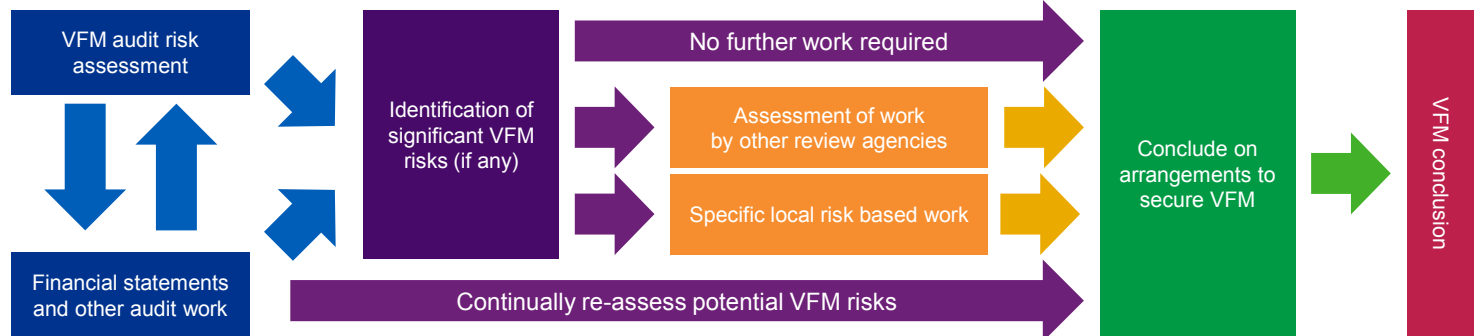 VFM audit risk
assessment
Financial statements
and other audit work
Identification of
significant VFM
risks (if any)
No further work required
Assessment of work
by other review agencies
Specific local risk based work
Continually re-assess potential VFM risks
Conclude on
arrangements to
secure VFM
VFM conclusion